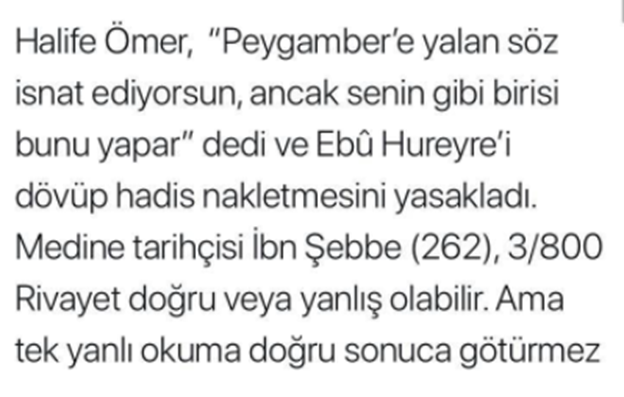 Halife Ömer,  "Peygamber’e yalan söz
isnat ediyorsun, ancak senin gibi birisi
bunu yapar” dedi ve Ebû Hureyre’i
dövüp hadis nakletmesini yasakladı.
Medine tarihçisi İbn Şebbe (262), 3/800
Rivayet doğru veya yanlış olabilir. Ama
tek yanlı okuma doğru sonuca götürmez